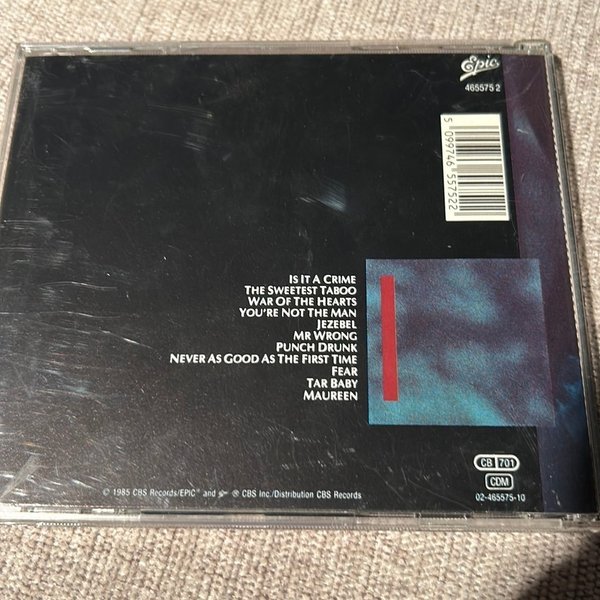 Epic
465575 2
5 099746 557522
IS IT A CRIME
THE SWEETEST TABOO
WAR OF THE HEARTS
YOU'RE NOT THE MAN
JEZEBEL
MR WRONG
PUNCH DRUNK
NEVER AS GOOD AS THE FIRST TIME
FEAR
TAR BABY
MAUREEN
CB 701
CDM
02-465575-10
© 1985 CBS Records/EPIC and ℗ CBS Inc./Distribution CBS Records